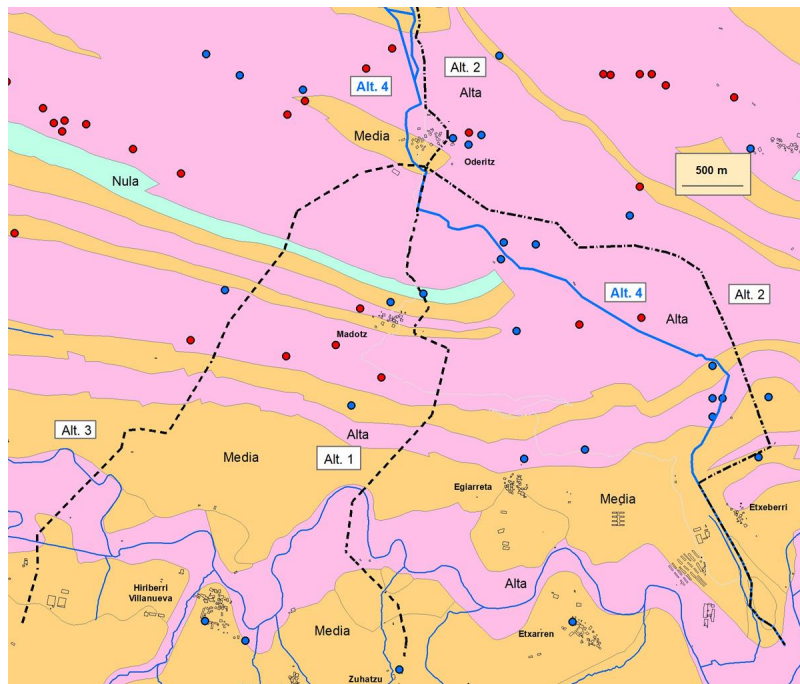 Alt. 2
Alt. 4
Alta
Media
Oderitz
500 m
Nula
Alt. 4
Alt. 2
Alta
Madotz
Alt. 3
Alta
Media
Alt. 1
Egiarreta
Media
Etxeberri
Hiriberri
Villanueva
Alta
Media
Etxarren
Zuhatzu